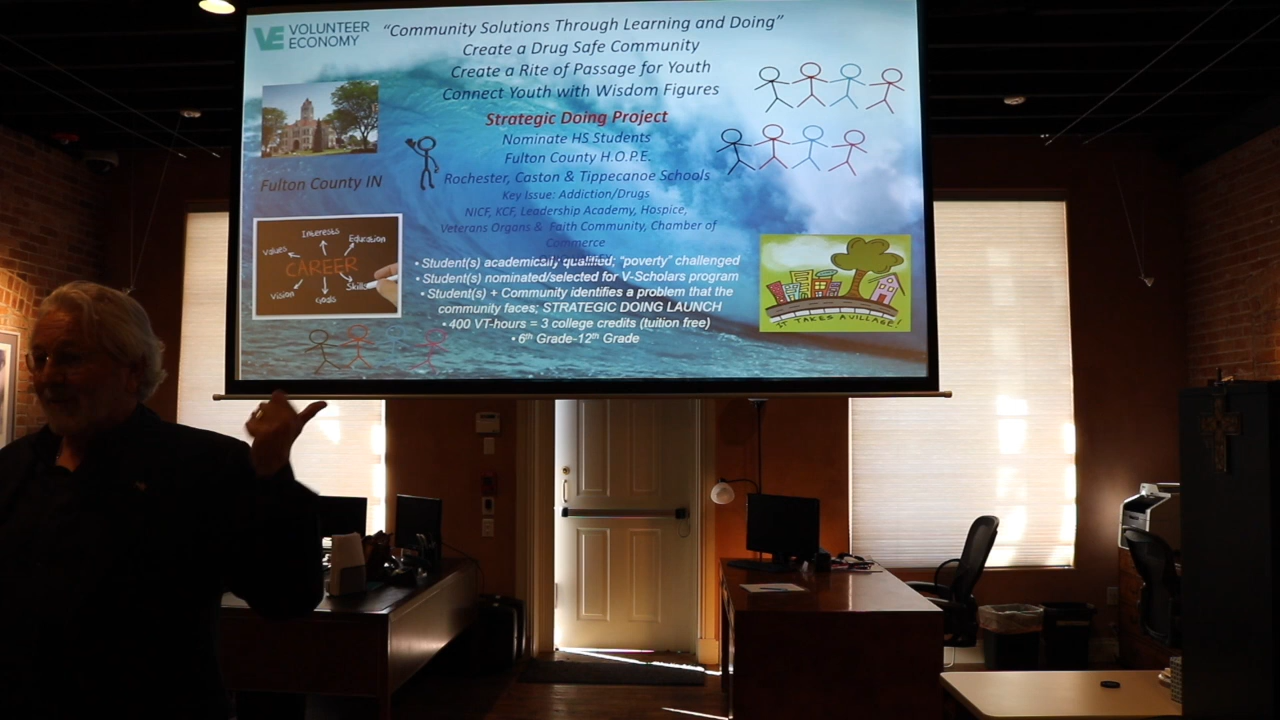 VE VOLUNTEER
ECONOMY
“Community Solutions Through Learning and Doing”
Create a Drug Safe Community
Create a Rite of Passage for Youth
Connect Youth with Wisdom Figures
Strategic Doing Project
Nominate HS Students
Fulton County H.O.P.E.
Rochester, Caston & Tippecanoe Schools
Key Issue: Addiction/Drugs
NICF, KCF, Leadership Academy, Hospice,
Veterans Organs & Faith Community, Chamber of
Commerce
• Student(s) academically qualified; “poverty” challenged
• Student(s) nominated/selected for V-Scholars program
• Student(s) + Community identifies a problem that the
community faces; STRATEGIC DOING LAUNCH
• 400 VT-hours = 3 college credits (tuition free)
• 6th Grade-12th Grade
Fulton County IN
Interests
Values
Education
CAREER
Skills
Vision
Goals
IT TAKES A VILLAGE!